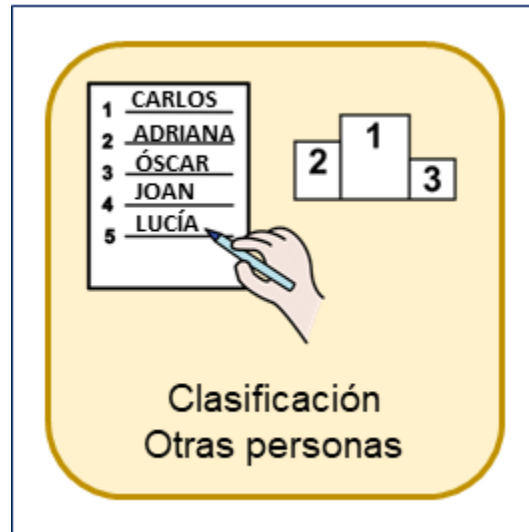 1 CARLOS
2 ADRIANA
3 ÓSCAR
4 JOAN
5 LUCÍA
1
2
3
Clasificación
Otras personas